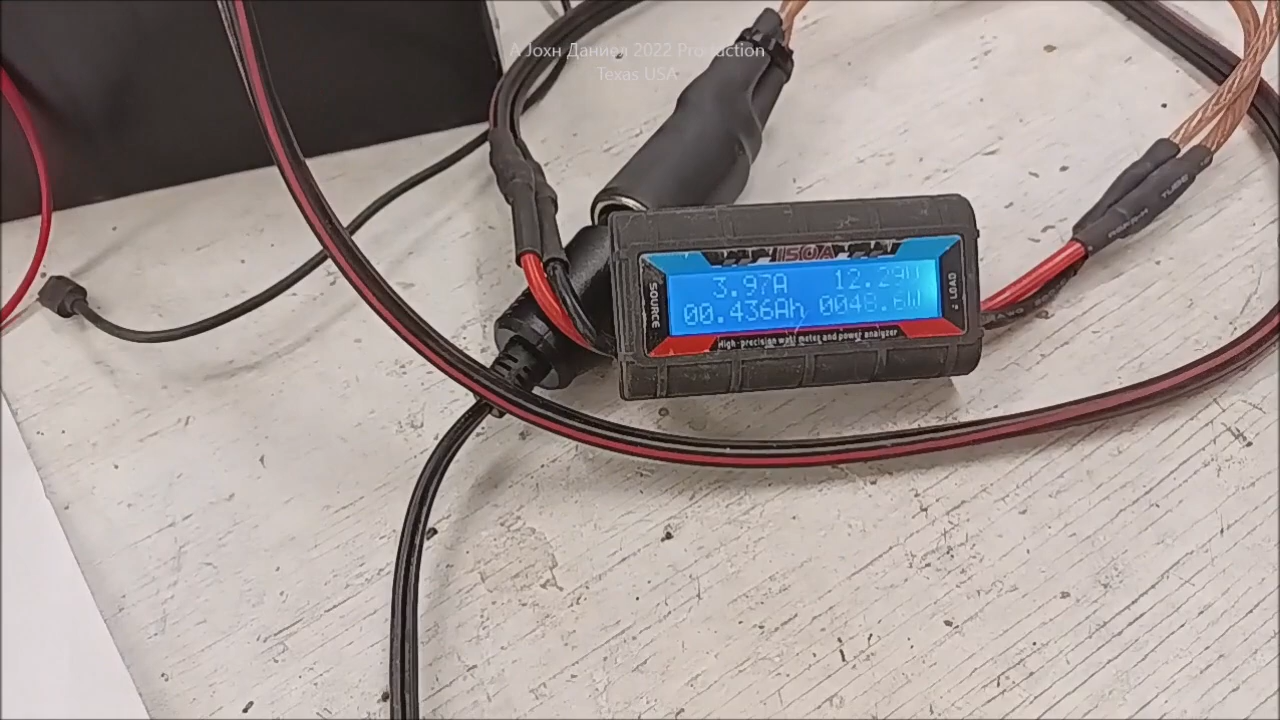 А Јохн Даниел 2022 Production
Texas USA
150A
SOURCE
3.97A 12.29V
00.436Ah 0048.6W
LOAD
High-precision watt meter and power analyzer
TUBE